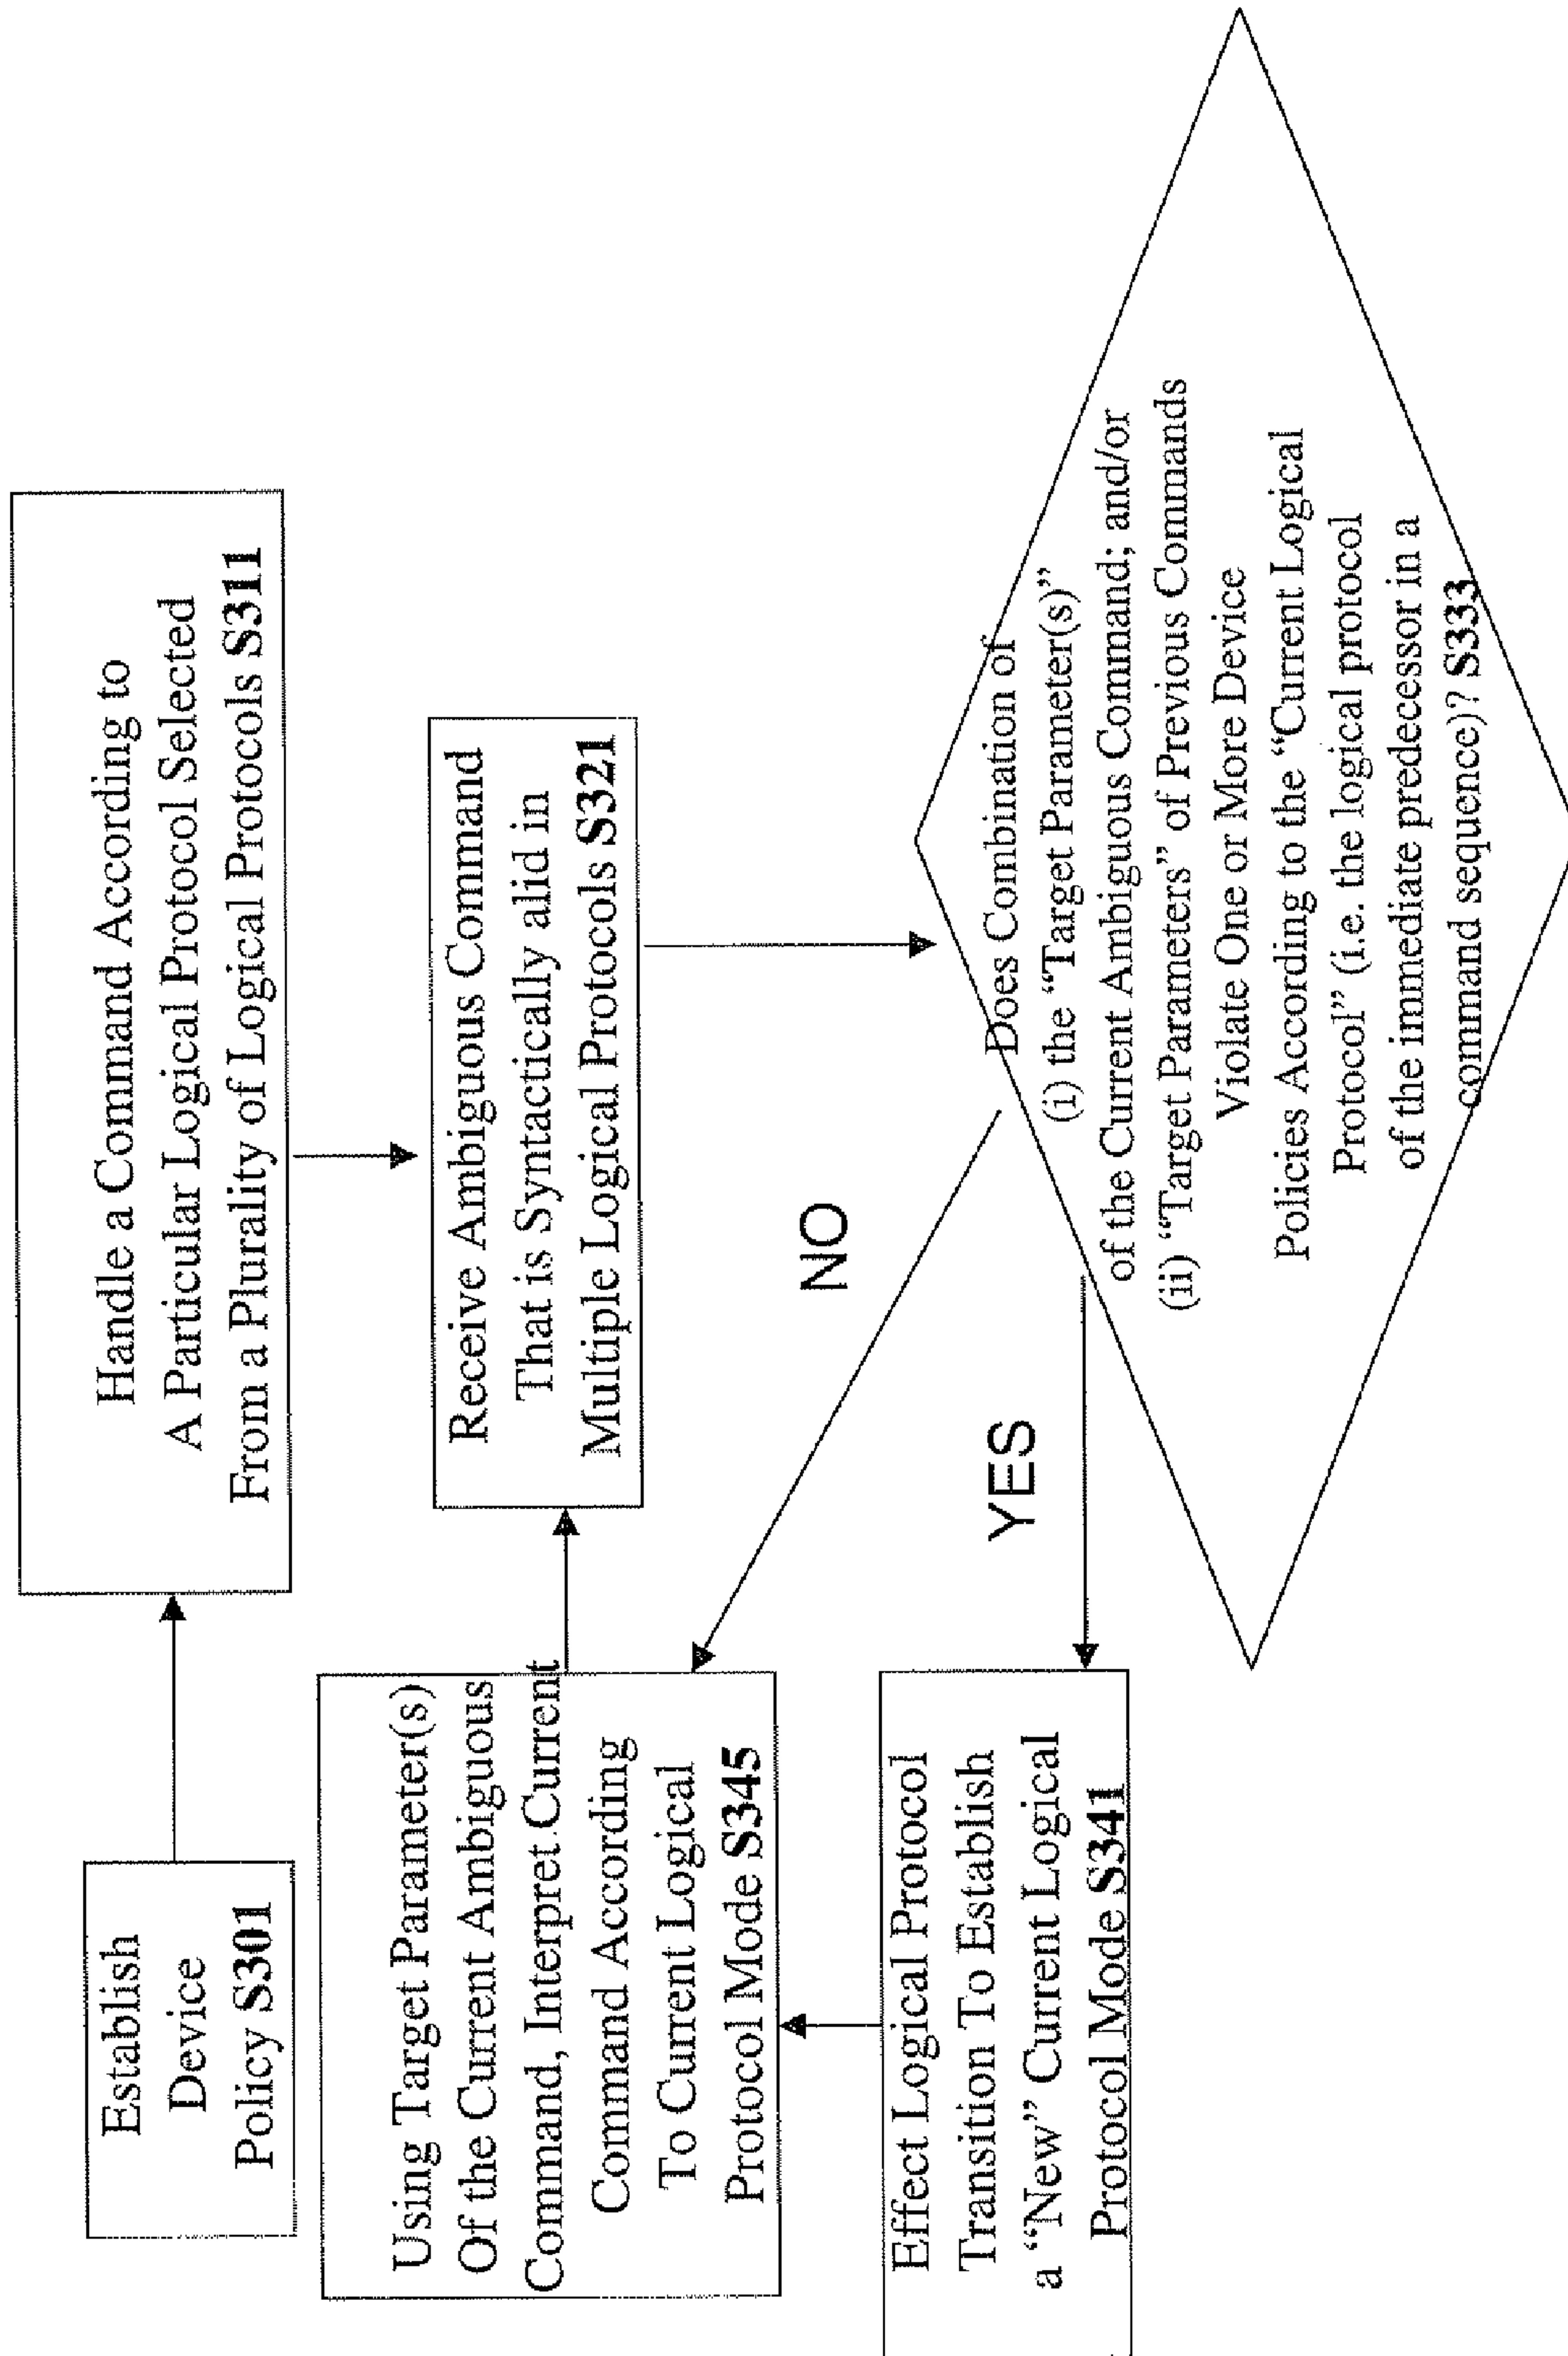 Establish
Device
Policy S301
Handle a Command According to
A Particular Logical Protocol Selected
From a Plurality of Logical Protocols S311
Receive Ambiguous Command
That is Syntactically alid in
Multiple Logical Protocols S321
Does Combination of
(i) the “Target Parameter(s)”
of the Current Ambiguous Command; and/or
(ii) “Target Parameters” of Previous Commands
Violate One or More Device
Policies According to the “Current Logical
Protocol” (i.e. the logical protocol
of the immediate predecessor in a
command sequence)? S333
NO
YES
Using Target Parameter(s)
Of the Current Ambiguous
Command, Interpret Current
Command According
To Current Logical
Protocol Mode S345
Effect Logical Protocol
Transition To Establish
a “New” Current Logical
Protocol Mode S341